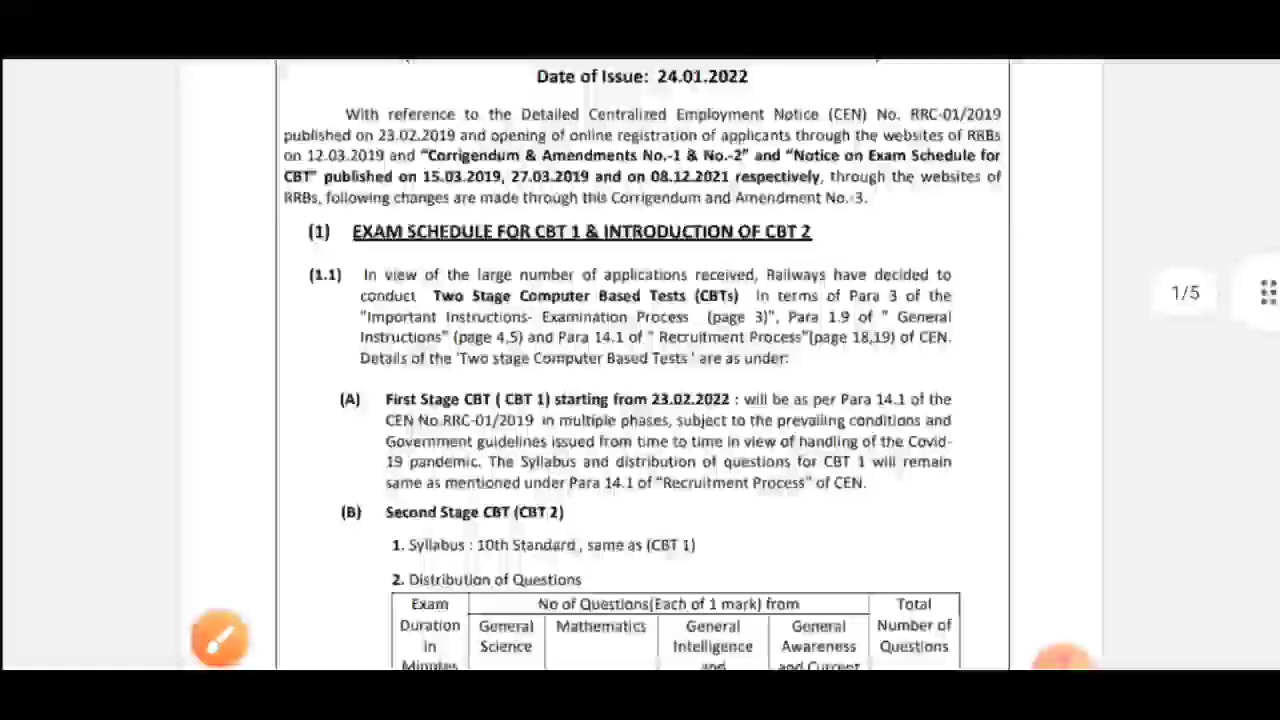 Date of Issue: 24.01.2022
With reference to the Detailed Centralized Employment Notice (CEN) No. RRC-01/2019
published on 23.02.2019 and opening of online registration of applicants through the websites of RRBs
on 12.03.2019 and “Corrigendum & Amendments No.-1 & No.-2” and “Notice on Exam Schedule for
CBT” published on 15.03.2019, 27.03.2019 and on 08.12.2021 respectively, through the websites of
RRBs, following changes are made through this Corrigendum and Amendment No.-3.
(1) EXAM SCHEDULE FOR CBT 1 & INTRODUCTION OF CBT 2
(1.1) In view of the large number of applications received, Railways have decided to
conduct Two Stage Computer Based Tests (CBTs) In terms of Para 3 of the
"Important Instructions- Examination Process (page 3)", Para 1.9 of " General
Instructions" (page 4,5) and Para 14.1 of " Recruitment Process"(page 18,19) of CEN.
Details of the 'Two stage Computer Based Tests ' are as under:
1/5
(A) First Stage CBT ( CBT 1) starting from 23.02.2022 : will be as per Para 14.1 of the
CEN No.RRC-01/2019 in multiple phases, subject to the prevailing conditions and
Government guidelines issued from time to time in view of handling of the Covid-
19 pandemic. The Syllabus and distribution of questions for CBT 1 will remain
same as mentioned under Para 14.1 of "Recruitment Process" of CEN.
(B) Second Stage CBT (CBT 2)
1. Syllabus : 10th Standard , same as (CBT 1)
2. Distribution of Questions
Exam No of Questions(Each of 1 mark) from Total
Duration General Mathematics General General Number of
in Science Intelligence Awareness Questions
Minutes and and Current